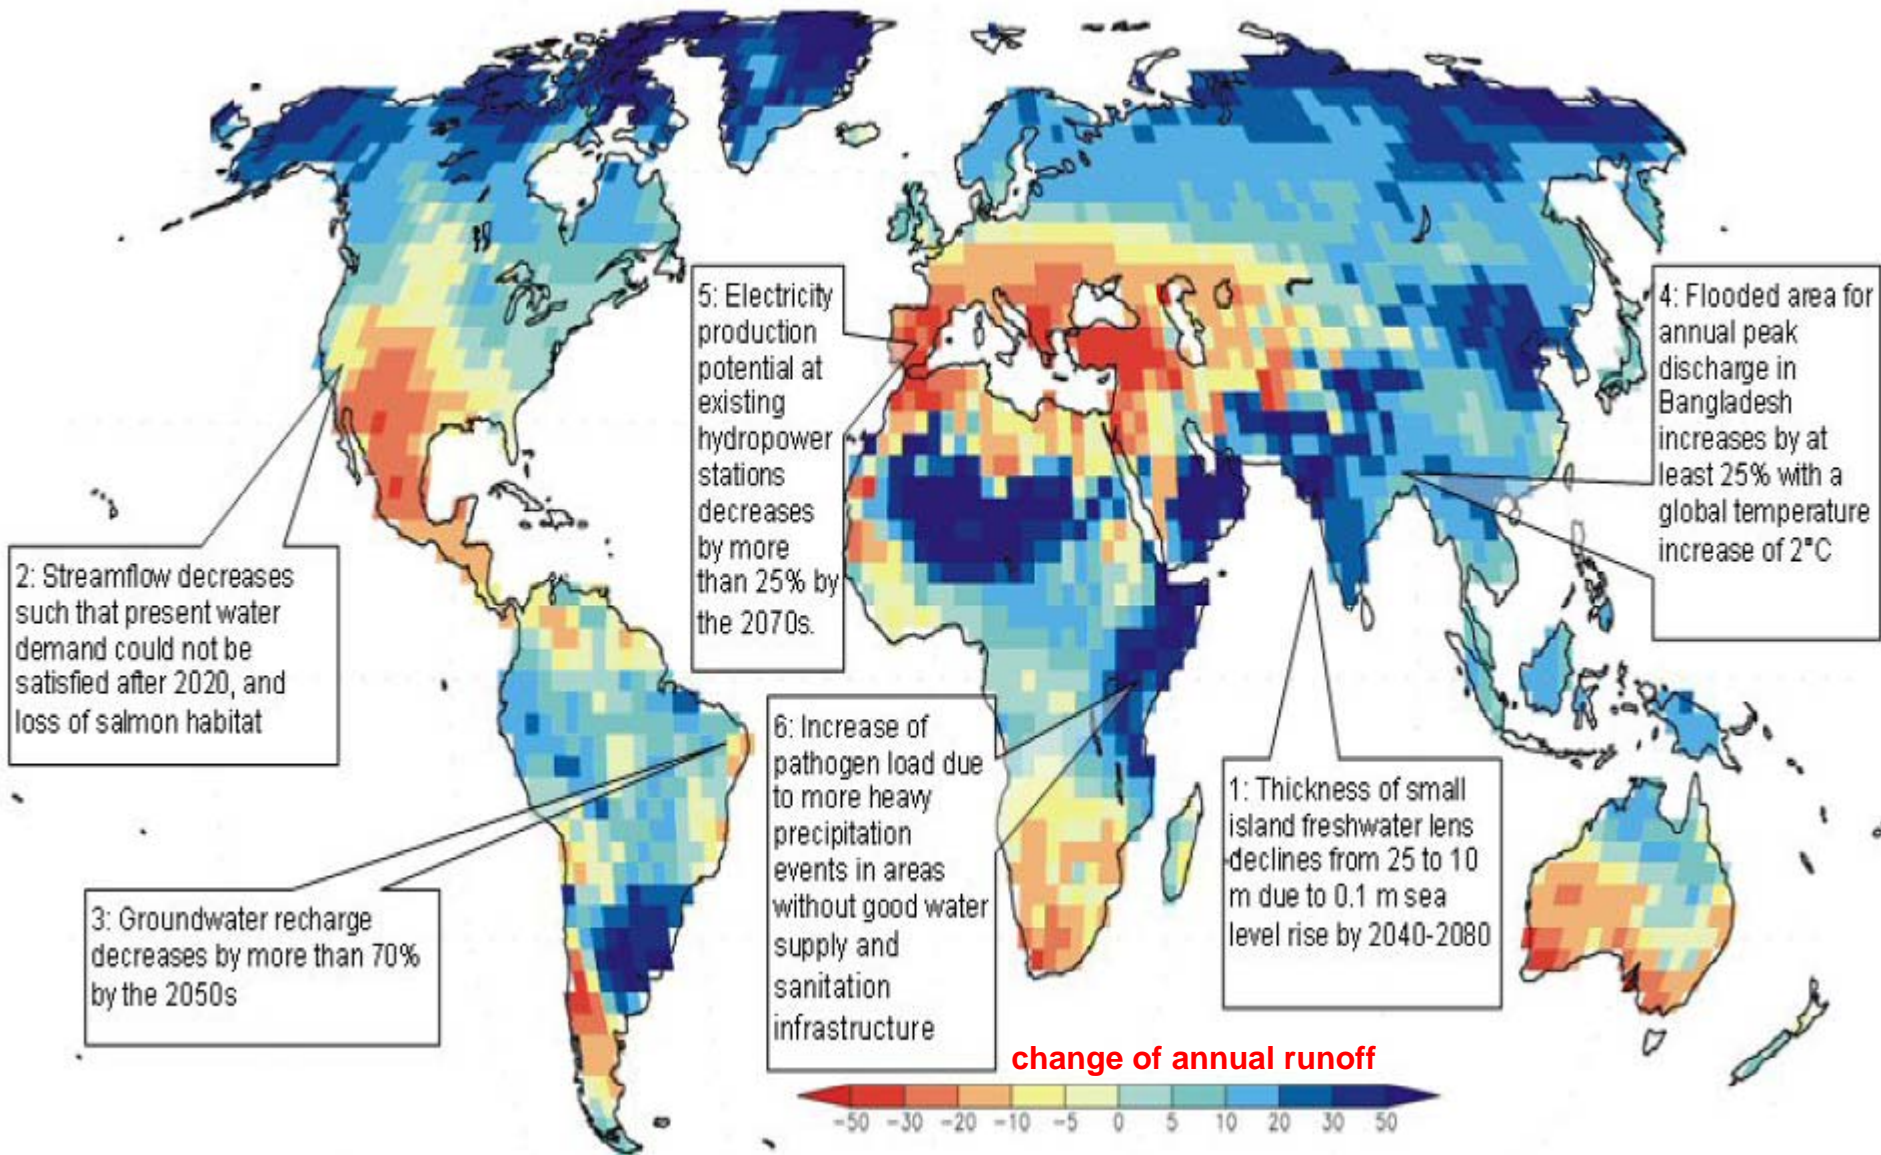 5: Electricity
production
potential at
existing
hydropower
stations
decreases
by more
than 25% by
the 2070s.
4: Flooded area for
annual peak
discharge in
Bangladesh
increases by at
least 25% with a
global temperature
increase of 2°C
2: Streamflow decreases
such that present water
demand could not be
satisfied after 2020, and
loss of salmon habitat
6: Increase of
pathogen load due
to more heavy
precipitation
events in areas
without good water
supply and
sanitation
infrastructure
1: Thickness of small
island freshwater lens
declines from 25 to 10
m due to 0.1 m sea
level rise by 2040-2080
3: Groundwater recharge
decreases by more than 70%
by the 2050s
change of annual runoff
-50 -30 -20 -10 -5 0 5 10 20 30 50